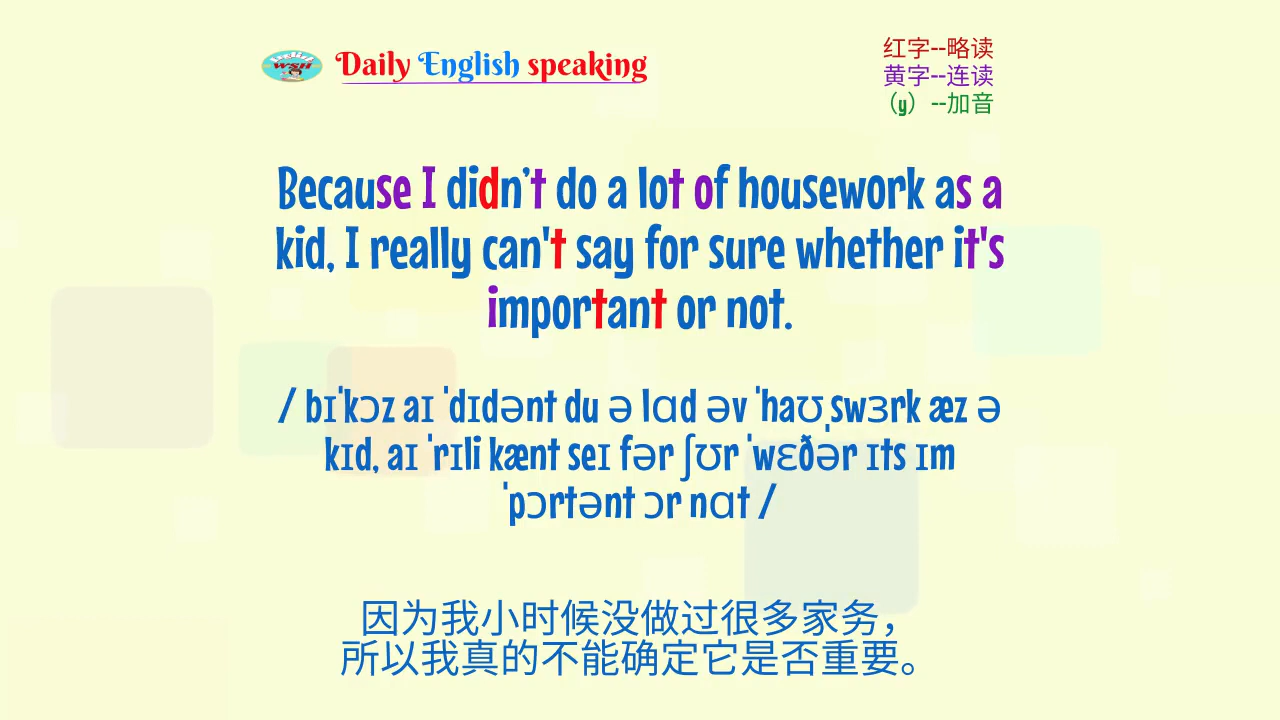 WSH
Daily English speaking
红字--略读
黄字--连读
（y）--加音
Because I didn’t do a lot of housework as a
kid, I really can't say for sure whether it's
important or not.
/ bɪˈkɔz aɪ ˈdɪdənt du ə lɑd əv ˈhaʊˌswɜrk æz ə
kɪd, aɪ ˈrɪli kænt seɪ fər ʃʊr ˈwɛðər ɪts ɪm
ˈpɔrtənt ɔr nɑt /
因为我小时候没做过很多家务，
所以我真的不能确定它是否重要。